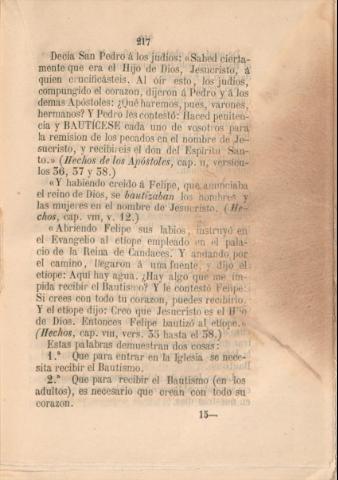 217
Decía San Pedro á los judíos: «Sabed cierta-
mente que era el Hijo de Dios, Jesucristo, á
quien crucificásteis. Al oir esto, los judíos,
compungido el corazon, dijeron á Pedro y á los
demas Apóstoles: ¿Qué haremos, pues, varones,
hermanos? Y Pedro les contestó: Haced peniten-
cia y BAUTÍCESE cada uno de vosotros para
la remision de los pecados en el nombre de Je-
sucristo, y recibireis el don del Espíritu San-
to.» (Hechos de los Apóstoles, cap. II, versícu-
los 36, 37 y 38.)
«Y habiendo creido á Felipe, que anunciaba
el reino de Dios, se bautizaban los hombres y
las mujeres en el nombre de Jesucristo. (He-
chos, cap. VIII, v. 12.)
«Abriendo Felipe sus labios, instruyó en
el Evangelio al etiope empleado en el pala-
cio de la Reina de Candaces. Y andando por
el camino, llegaron á una fuente, y dijo el
etiope: Aquí hay agua. ¿Hay algo que me im-
pida recibir el Bautismo? Y le contestó Felipe:
Si crees con todo tu corazon, puedes recibirlo.
Y el etiope dijo: Creo que Jesucristo es el Hijo
de Dios. Entonces Felipe bautizó al etiope.»
(Hechos, cap. VIII, vers. 35 hasta el 38.)
Estas palabras demuestran dos cosas:
1.ª Que para entrar en la Iglesia se nece-
sita recibir el Bautismo.
2.ª Que para recibir el Bautismo (en los
adultos), es necesario que crean con todo su
corazon.
15—